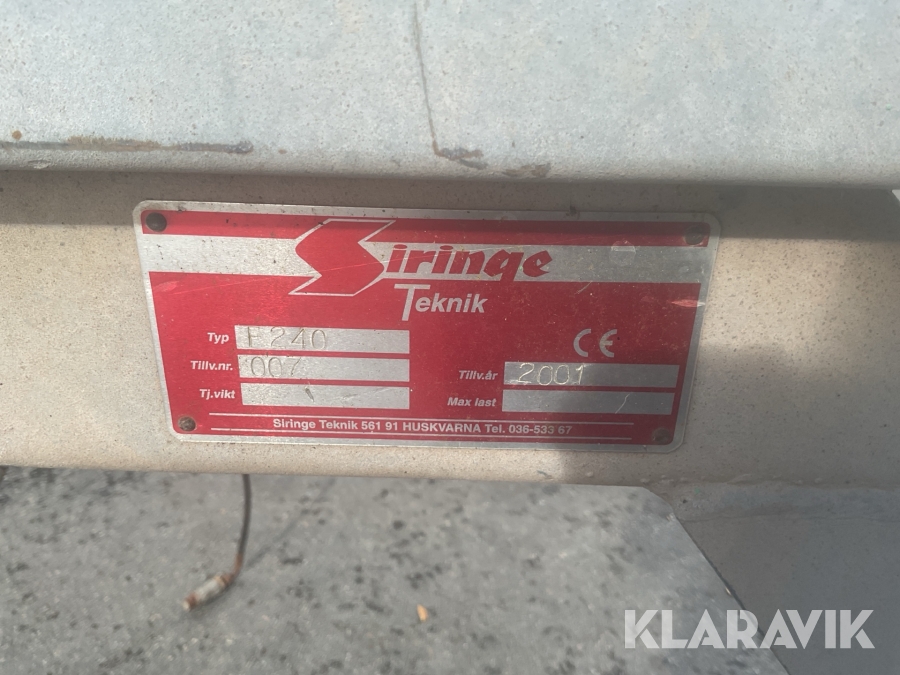 Siringe
Teknik
Typ F240
Tillv.nr. 007
Tj.vikt
CE
Tillv.år 2001
Max last
Siringe Teknik 561 91 HUSKVARNA Tel. 036-533 67
KLARAVIK